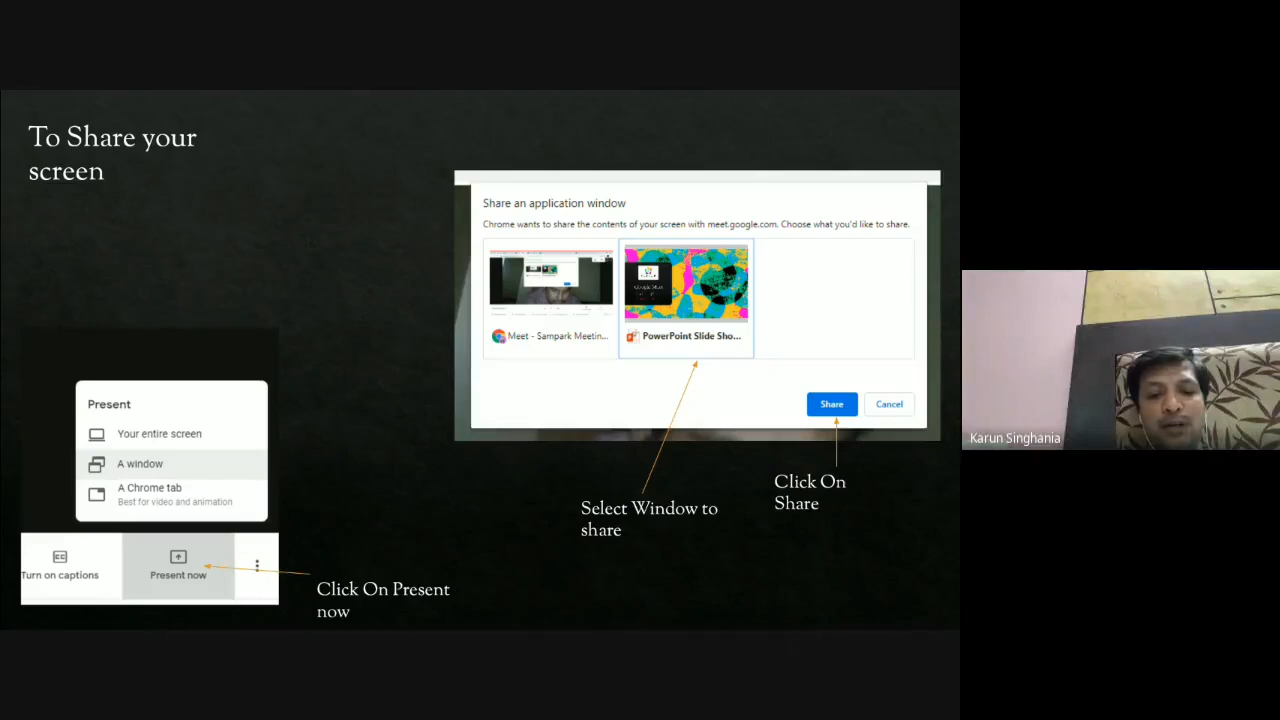 To Share your
screen
Share an application window
Chrome wants to share the contents of your screen with meet.google.com. Choose what you'd like to share.
Google Meet
Meet - Sampark Meetin...
PowerPoint Slide Sho...
Share
Cancel
Present
Your entire screen
A window
A Chrome tab
Best for video and animation
Select Window to
share
Click On
Share
Turn on captions
Present now
Click On Present
now
Karun Singhania